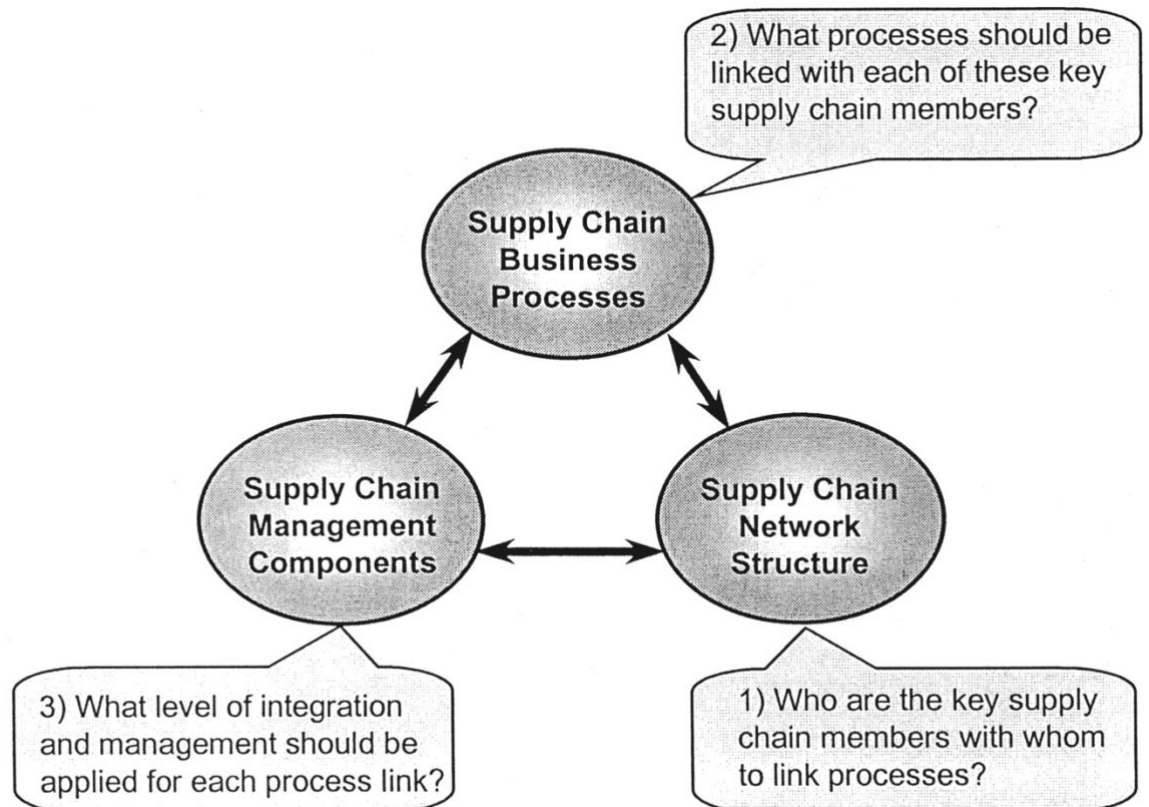 2) What processes should be
linked with each of these key
supply chain members?
Supply Chain
Business
Processes
Supply Chain
Management
Components
Supply Chain
Network
Structure
3) What level of integration
and management should be
applied for each process link?
1) Who are the key supply
chain members with whom
to link processes?